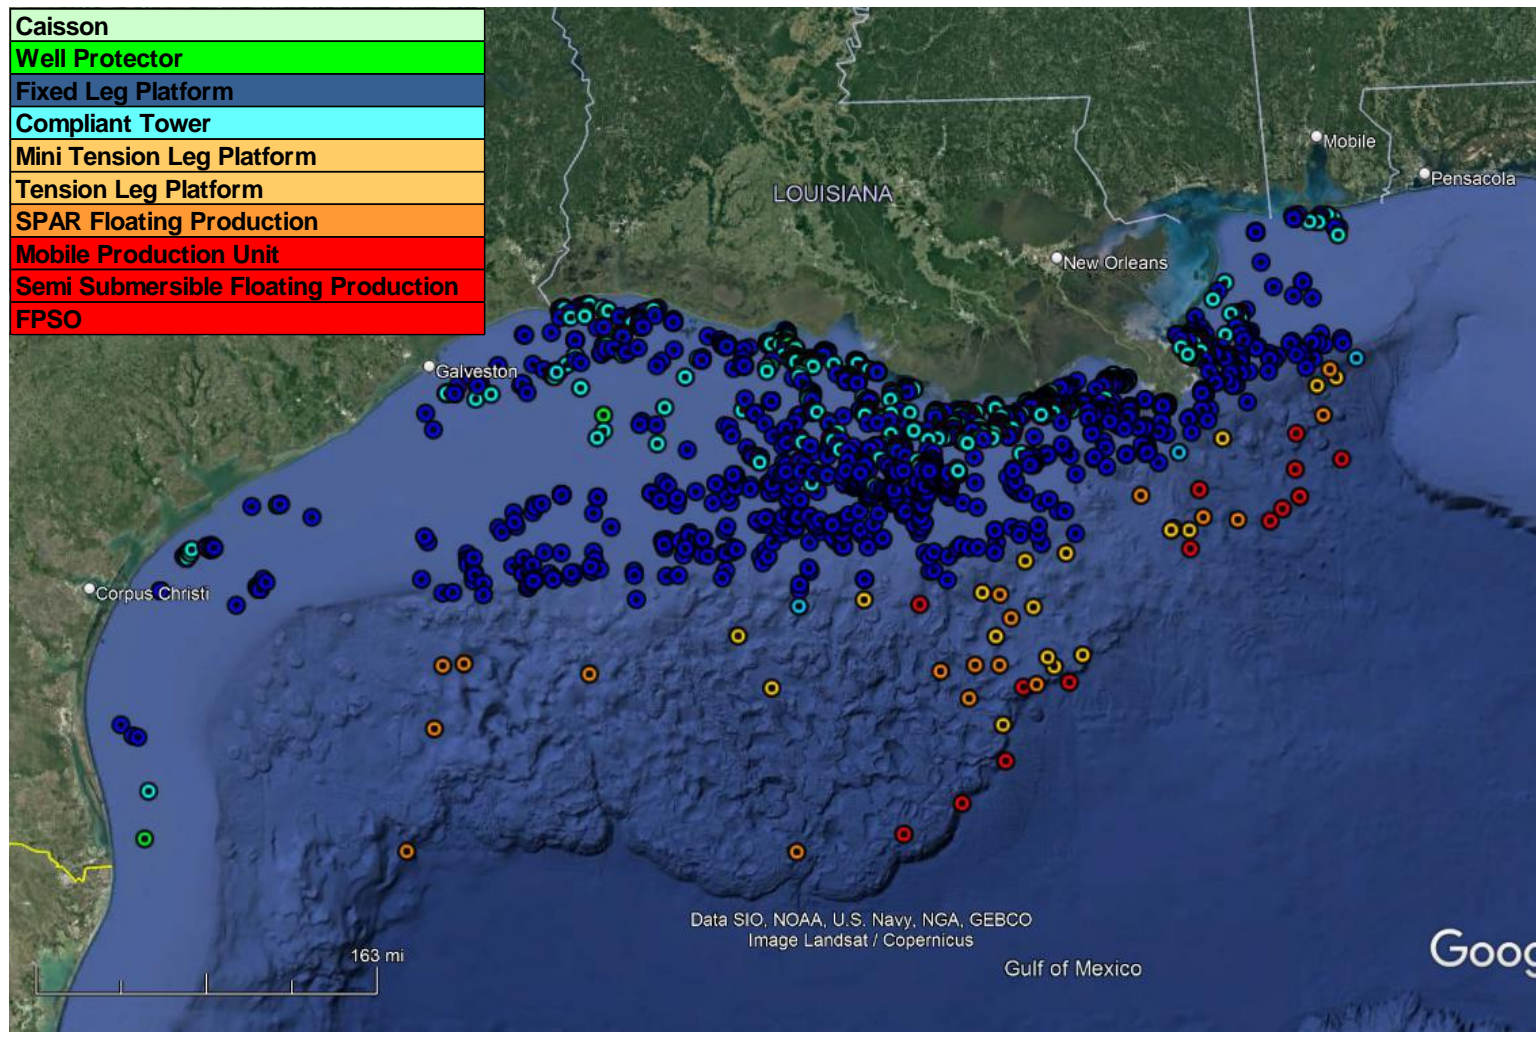 Caisson
Well Protector
Fixed Leg Platform
Compliant Tower
Mini Tension Leg Platform
Tension Leg Platform
SPAR Floating Production
Mobile Production Unit
Semi Submersible Floating Production
FPSO
Mobile
Pensacola
LOUISIANA
New Orleans
Galveston
Corpus Christi
Data SIO, NOAA, U.S. Navy, NGA, GEBCO
Image Landsat / Copernicus
163 mi
Gulf of Mexico
Goog